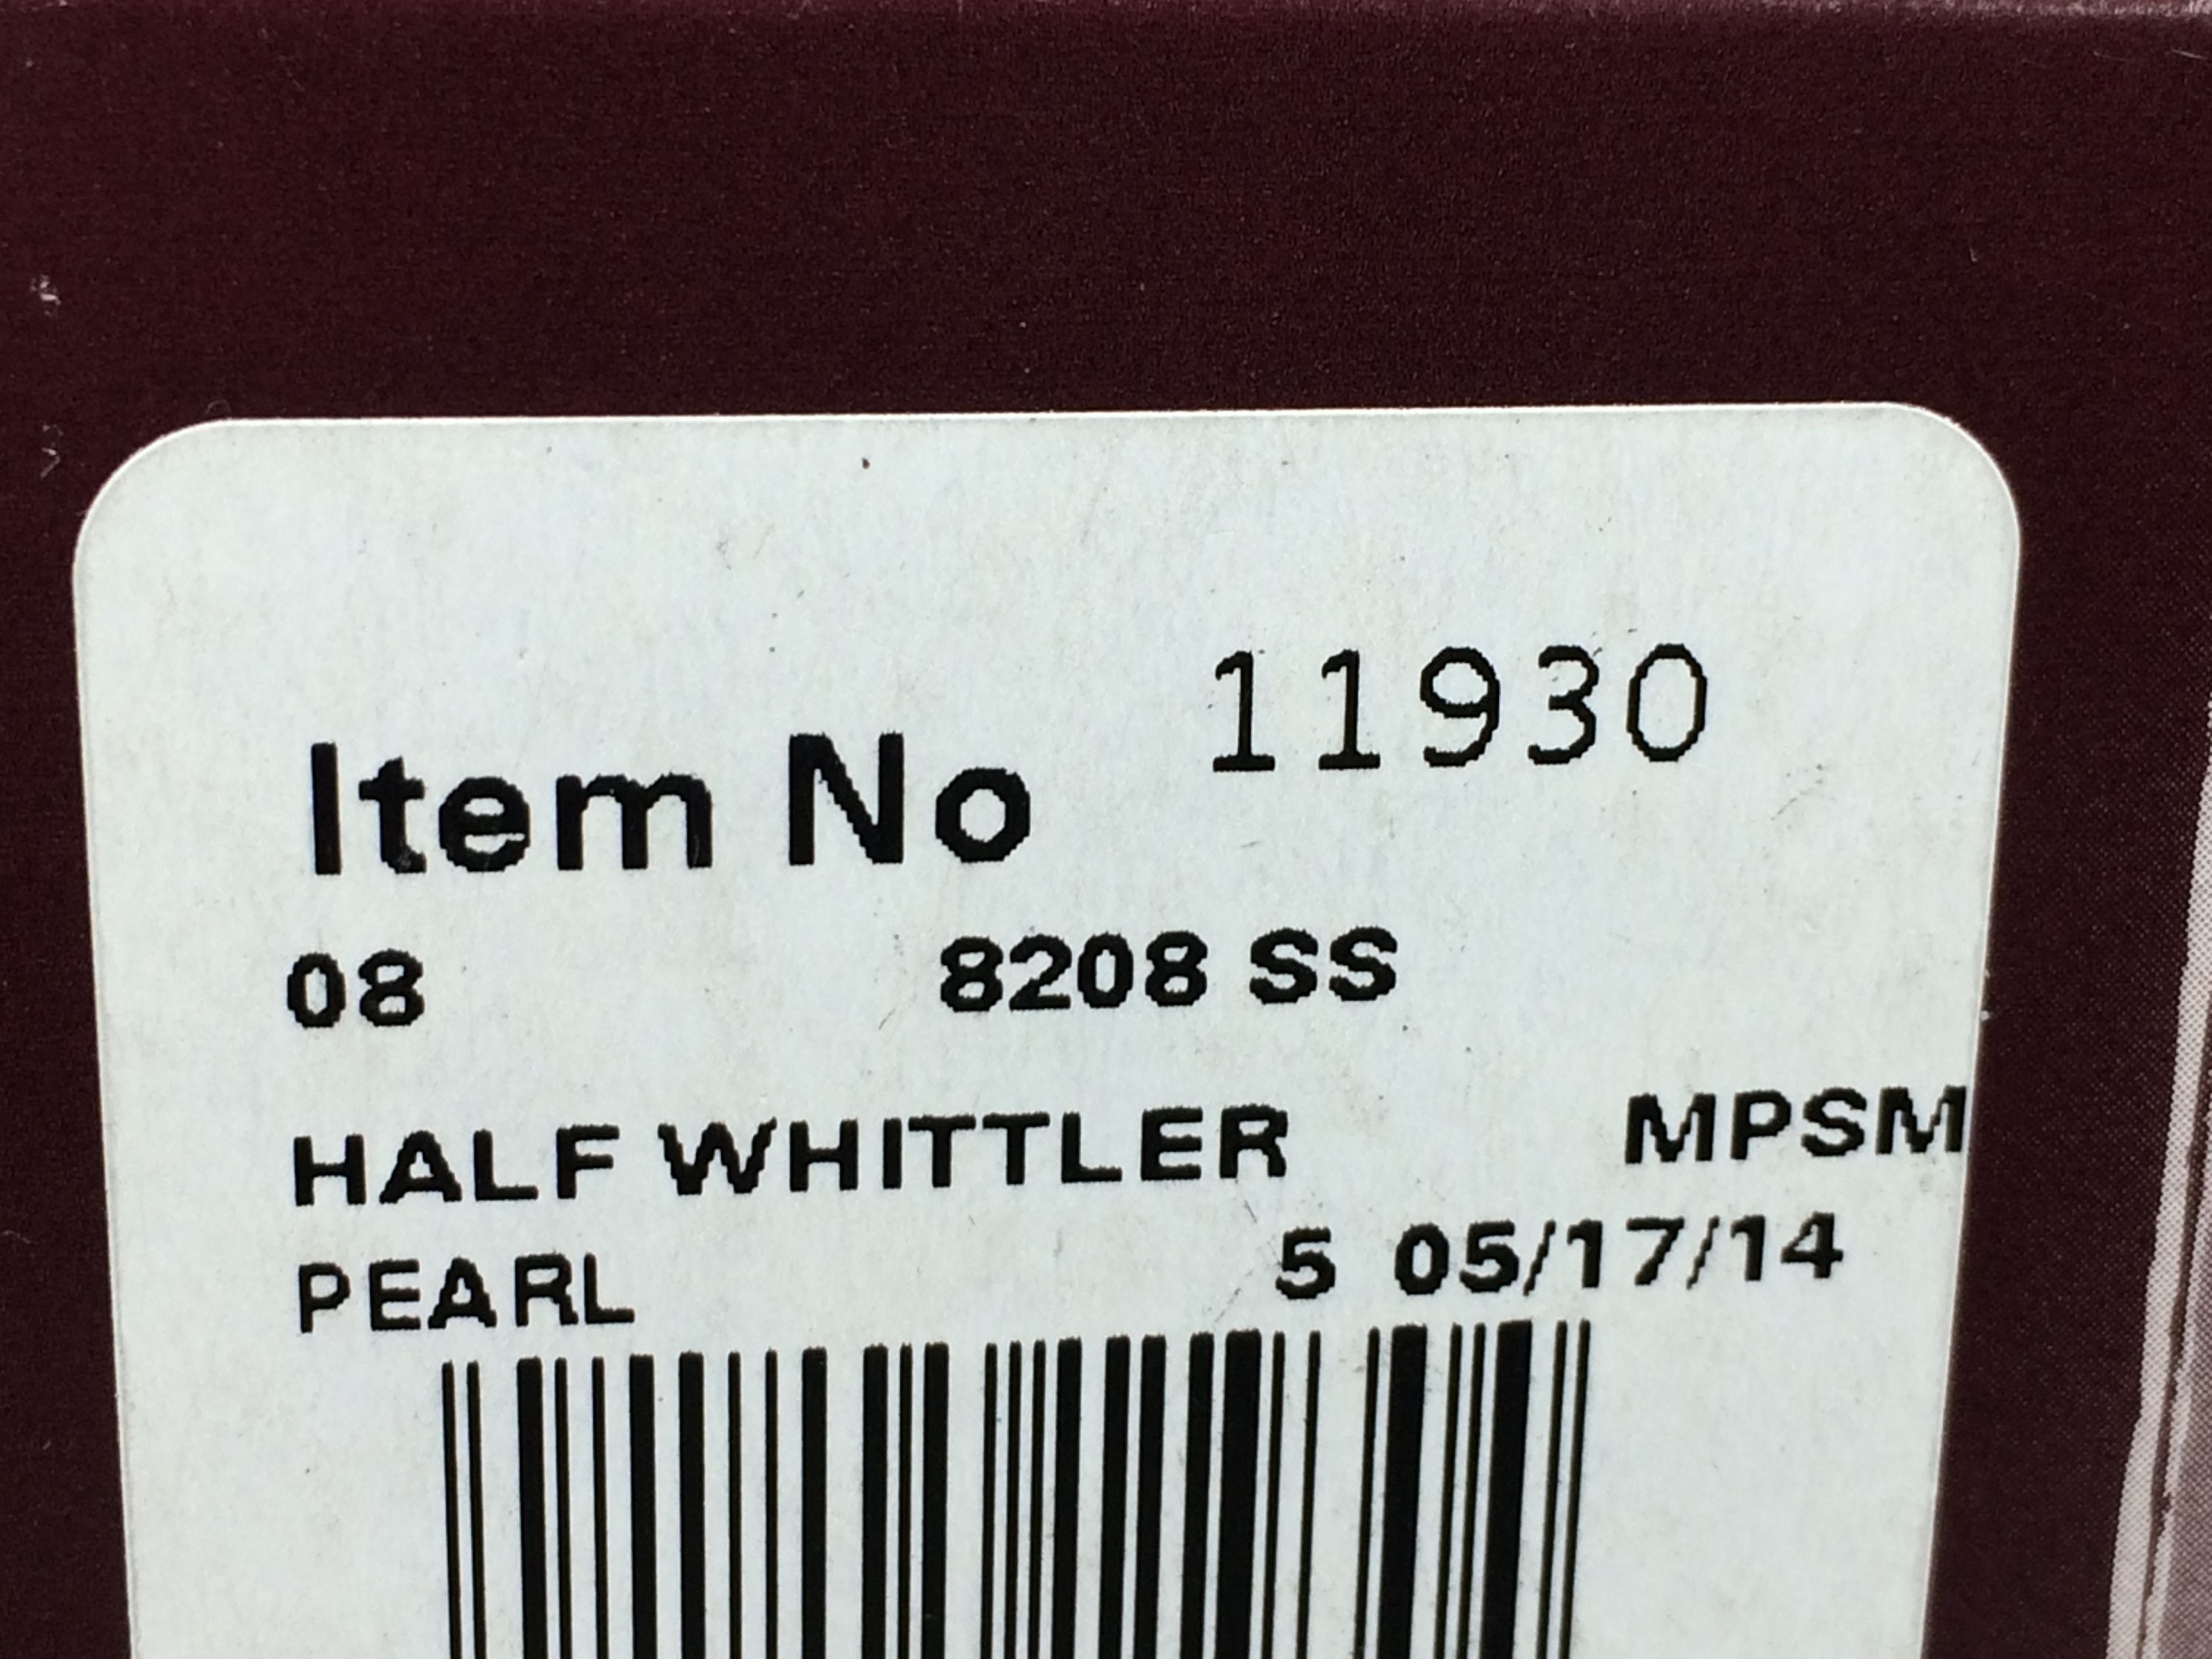 Item No 11930
08 8208 SS
HALF WHITTLER MPSM
PEARL 5 05/17/14